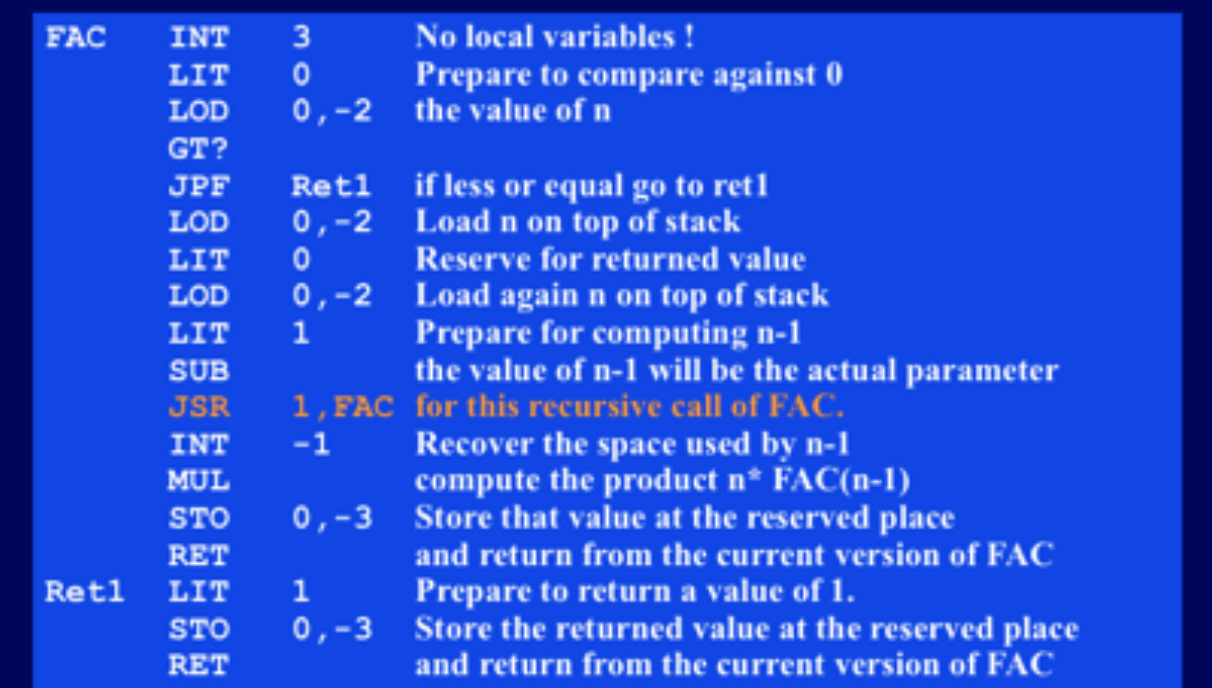 FAC INT 3 No local variables !
LIT 0 Prepare to compare against 0
LOD 0,-2 the value of n
GT?
JPF Ret1 if less or equal go to ret1
LOD 0,-2 Load n on top of stack
LIT 0 Reserve for returned value
LOD 0,-2 Load again n on top of stack
LIT 1 Prepare for computing n-1
SUB the value of n-1 will be the actual parameter
JSR 1,FAC for this recursive call of FAC.
INT -1 Recover the space used by n-1
MUL compute the product n* FAC(n-1)
STO 0,-3 Store that value at the reserved place
RET and return from the current version of FAC
Ret1 LIT 1 Prepare to return a value of 1.
STO 0,-3 Store the returned value at the reserved place
RET and return from the current version of FAC